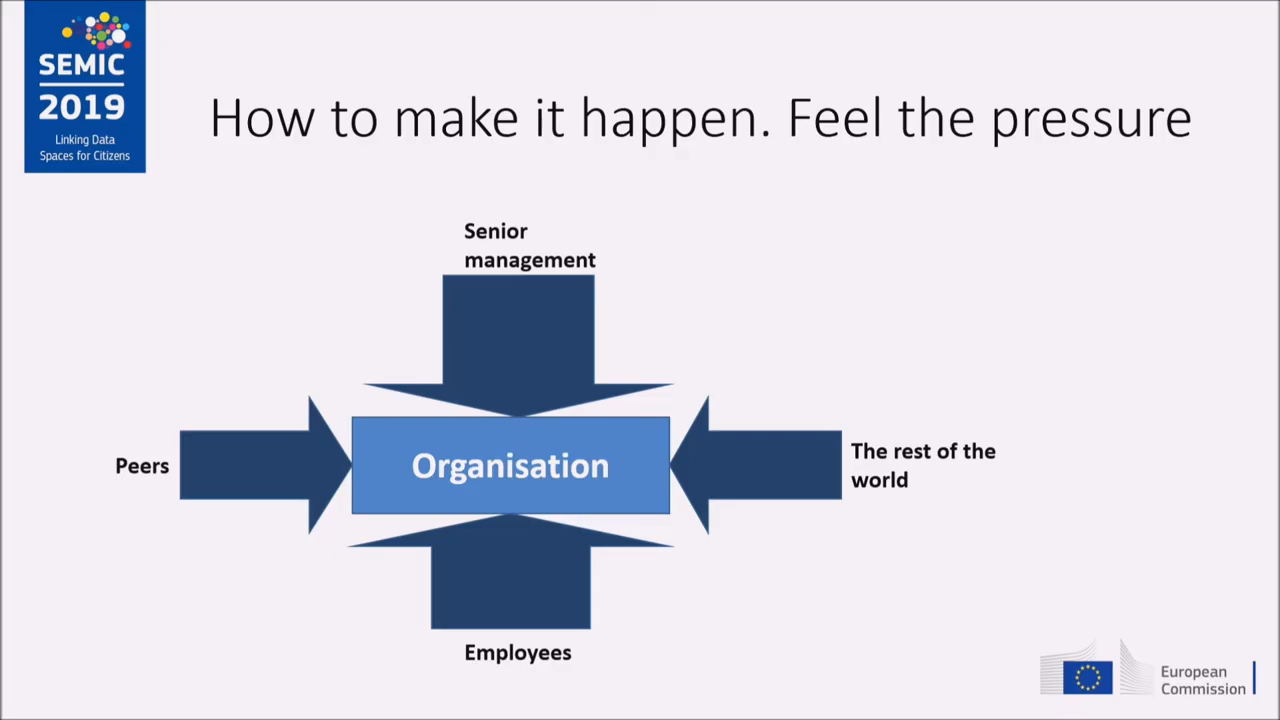 SEMIC
2019
Linking Data
Spaces for Citizens
How to make it happen. Feel the pressure
Senior
management
Peers
Organisation
The rest of the
world
Employees
European
Commission